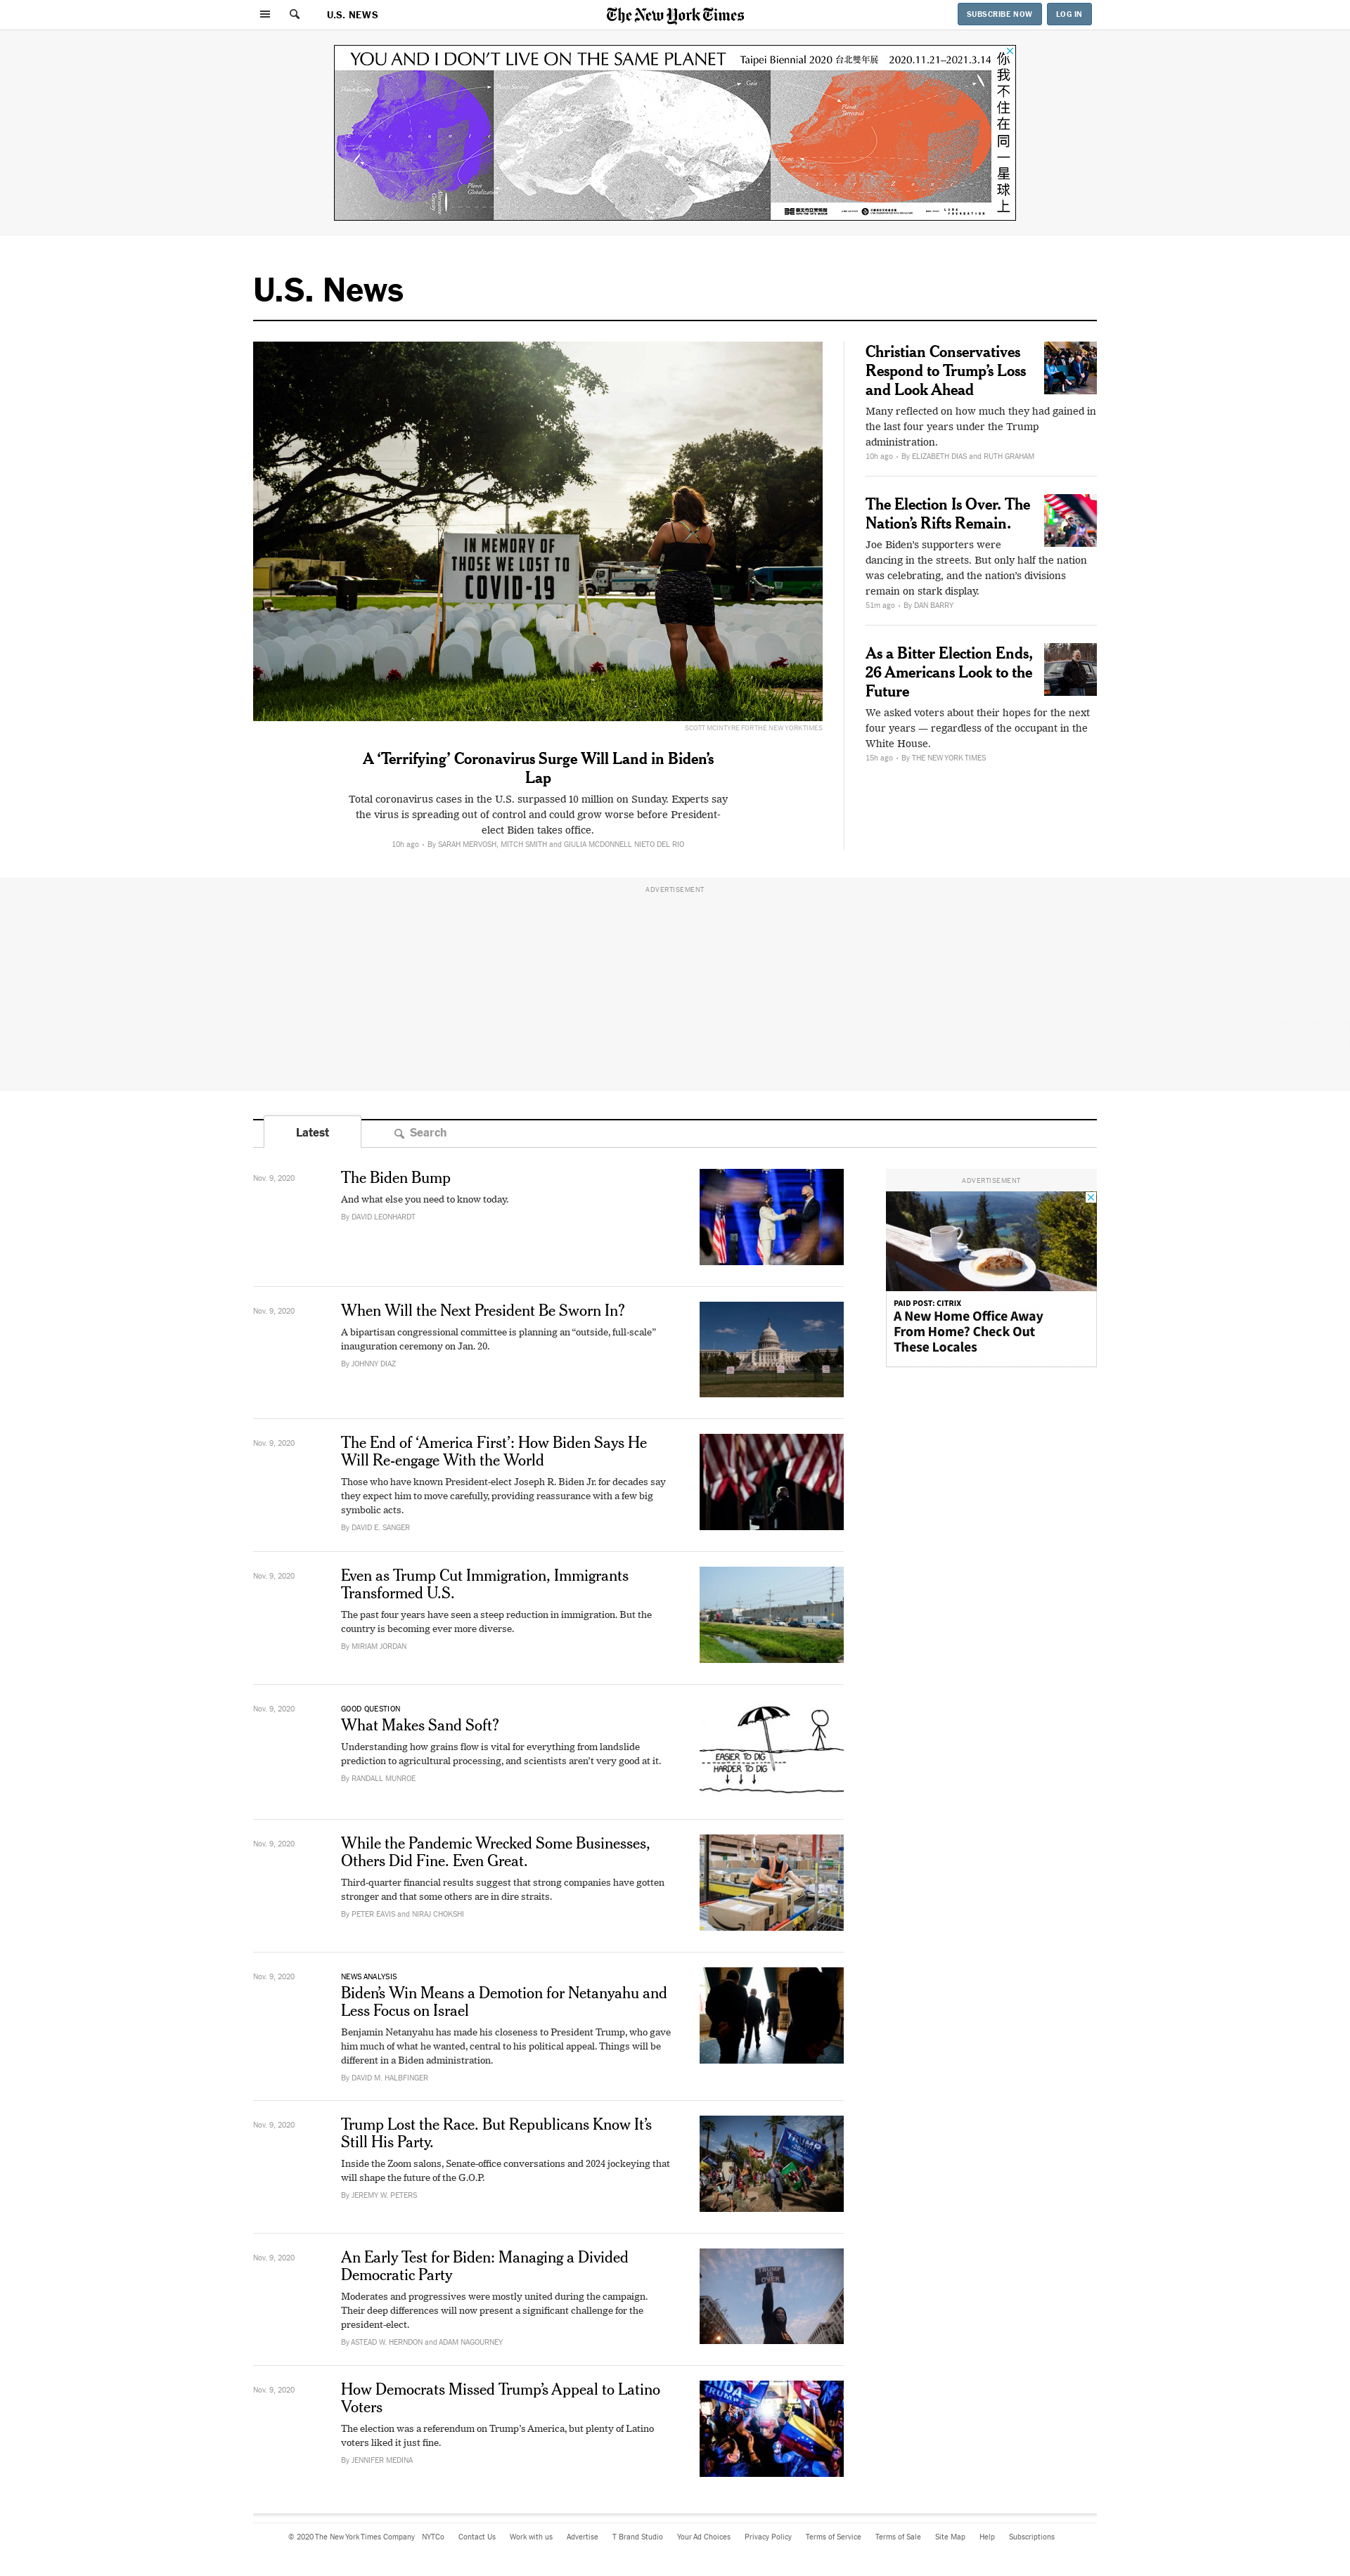 U.S. NEWS
The New York Times
SUBSCRIBE NOW
LOG IN
YOU AND I DON'T LIVE ON THE SAME PLANET
Taipei Biennial 2020 台北雙年展 2020.11.21–2021.3.14
你我不住在同一星球上
Gaia
Planet
Terrestrial
Planet
Globalization
U.S. News
IN MEMORY OF
THOSE WE LOST TO
COVID-19
SCOTT MCINTYRE FOR THE NEW YORK TIMES
A ‘Terrifying’ Coronavirus Surge Will Land in Biden’s
Lap
Total coronavirus cases in the U.S. surpassed 10 million on Sunday. Experts say
the virus is spreading out of control and could grow worse before President-
elect Biden takes office.
10h ago • By SARAH MERVOSH, MITCH SMITH and GIULIA MCDONNELL NIETO DEL RIO
Christian Conservatives
Respond to Trump’s Loss
and Look Ahead
Many reflected on how much they had gained in
the last four years under the Trump
administration.
10h ago • By ELIZABETH DIAS and RUTH GRAHAM
The Election Is Over. The
Nation’s Rifts Remain.
Joe Biden’s supporters were
dancing in the streets. But only half the nation
was celebrating, and the nation’s divisions
remain on stark display.
51m ago • By DAN BARRY
As a Bitter Election Ends,
26 Americans Look to the
Future
We asked voters about their hopes for the next
four years — regardless of the occupant in the
White House.
15h ago • By THE NEW YORK TIMES
ADVERTISEMENT
Latest
Search
Nov. 9, 2020
The Biden Bump
And what else you need to know today.
By DAVID LEONHARDT
Nov. 9, 2020
When Will the Next President Be Sworn In?
A bipartisan congressional committee is planning an “outside, full-scale”
inauguration ceremony on Jan. 20.
By JOHNNY DIAZ
Nov. 9, 2020
The End of ‘America First’: How Biden Says He
Will Re-engage With the World
Those who have known President-elect Joseph R. Biden Jr. for decades say
they expect him to move carefully, providing reassurance with a few big
symbolic acts.
By DAVID E. SANGER
Nov. 9, 2020
Even as Trump Cut Immigration, Immigrants
Transformed U.S.
The past four years have seen a steep reduction in immigration. But the
country is becoming ever more diverse.
By MIRIAM JORDAN
Nov. 9, 2020
GOOD QUESTION
What Makes Sand Soft?
Understanding how grains flow is vital for everything from landslide
prediction to agricultural processing, and scientists aren’t very good at it.
By RANDALL MUNROE
EASIER TO DIG
HARDER TO DIG
Nov. 9, 2020
While the Pandemic Wrecked Some Businesses,
Others Did Fine. Even Great.
Third-quarter financial results suggest that strong companies have gotten
stronger and that some others are in dire straits.
By PETER EAVIS and NIRAJ CHOKSHI
Nov. 9, 2020
NEWS ANALYSIS
Biden’s Win Means a Demotion for Netanyahu and
Less Focus on Israel
Benjamin Netanyahu has made his closeness to President Trump, who gave
him much of what he wanted, central to his political appeal. Things will be
different in a Biden administration.
By DAVID M. HALBFINGER
Nov. 9, 2020
Trump Lost the Race. But Republicans Know It’s
Still His Party.
Inside the Zoom salons, Senate-office conversations and 2024 jockeying that
will shape the future of the G.O.P.
By JEREMY W. PETERS
TRUMP
Nov. 9, 2020
An Early Test for Biden: Managing a Divided
Democratic Party
Moderates and progressives were mostly united during the campaign.
Their deep differences will now present a significant challenge for the
president-elect.
By ASTEAD W. HERNDON and ADAM NAGOURNEY
TRUMP
IS
OVER
Nov. 9, 2020
How Democrats Missed Trump’s Appeal to Latino
Voters
The election was a referendum on Trump’s America, but plenty of Latino
voters liked it just fine.
By JENNIFER MEDINA
TRUMP
ADVERTISEMENT
PAID POST: CITRIX
A New Home Office Away
From Home? Check Out
These Locales
© 2020 The New York Times Company NYTCo Contact Us Work with us Advertise T Brand Studio Your Ad Choices Privacy Policy Terms of Service Terms of Sale Site Map Help Subscriptions